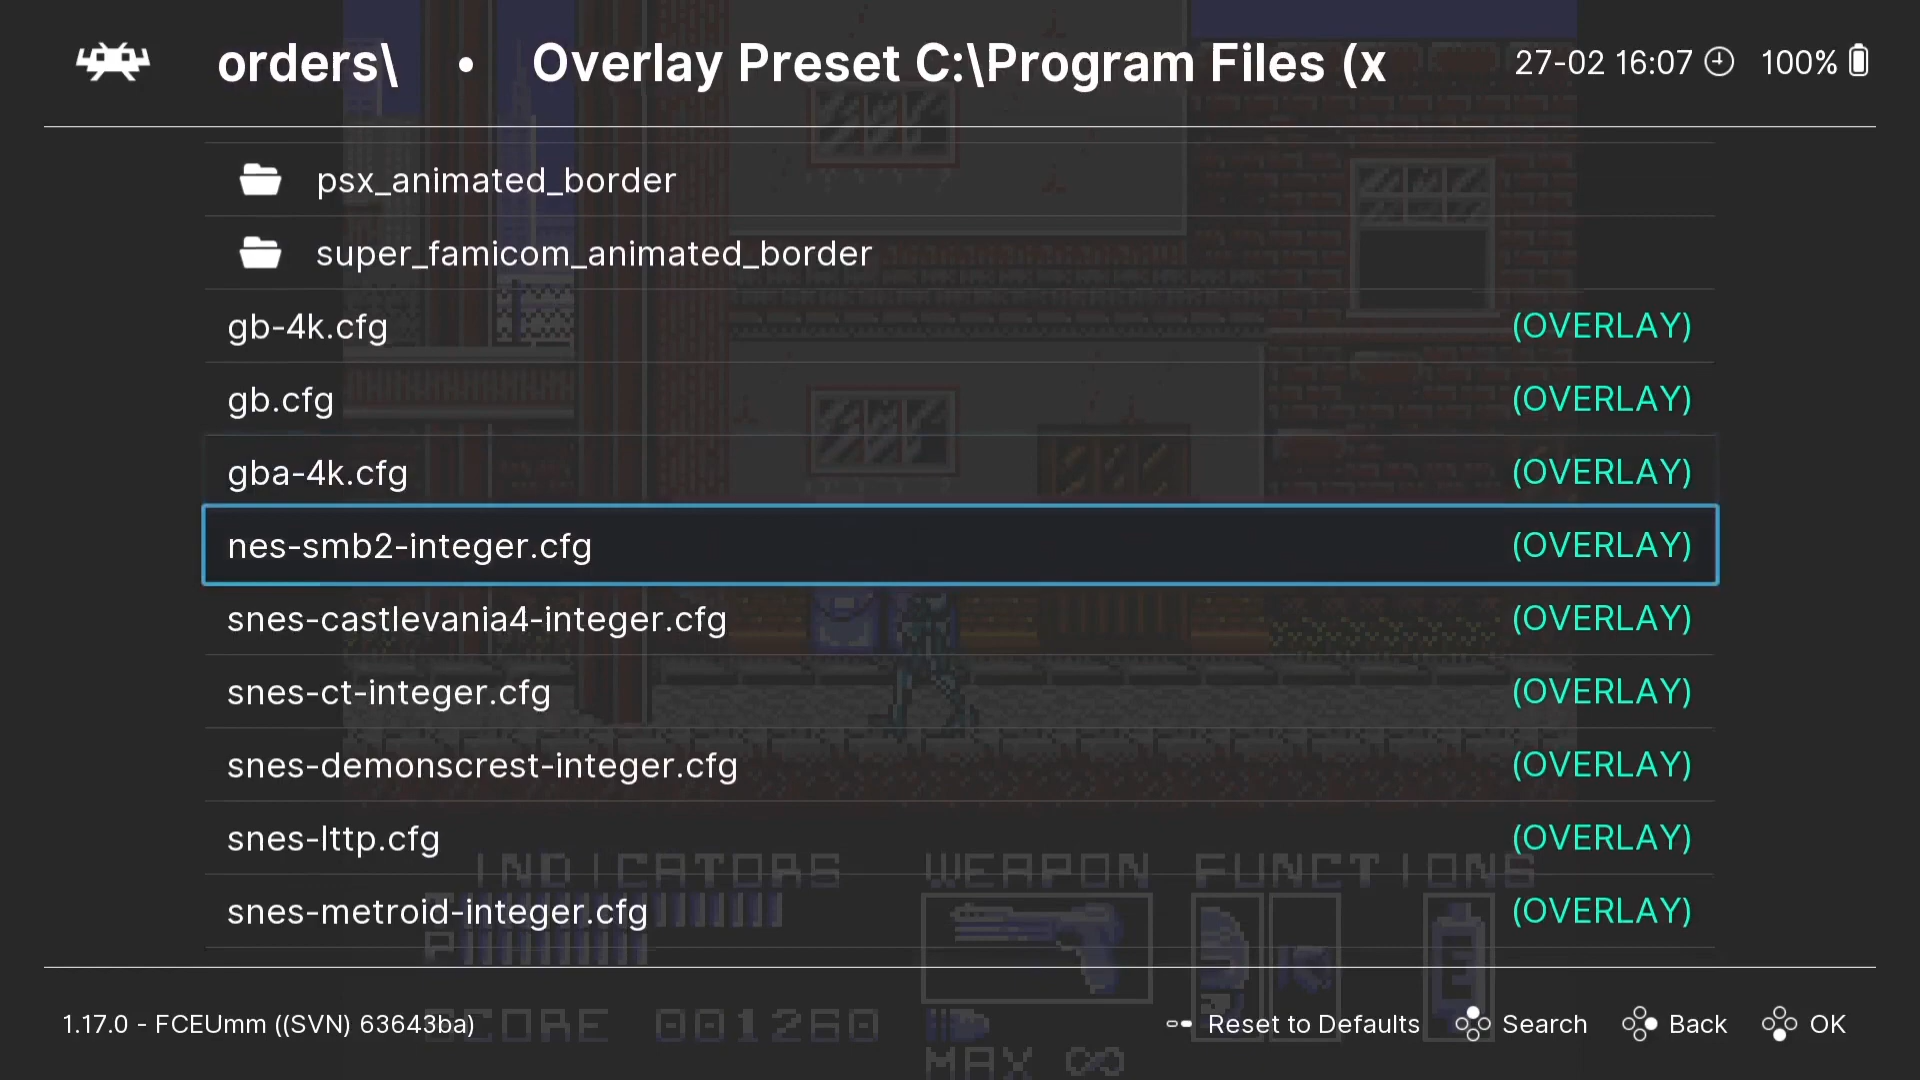 orders\ • Overlay Preset C:\Program Files (x
27-02 16:07 100%
psx_animated_border
super_famicom_animated_border
gb-4k.cfg (OVERLAY)
gb.cfg (OVERLAY)
gba-4k.cfg (OVERLAY)
nes-smb2-integer.cfg (OVERLAY)
snes-castlevania4-integer.cfg (OVERLAY)
snes-ct-integer.cfg (OVERLAY)
snes-demonscrest-integer.cfg (OVERLAY)
snes-lttp.cfg (OVERLAY)
INDICATORS WEAPON FUNCTIONS
snes-metroid-integer.cfg (OVERLAY)
P
SCORE 001260
MAX ∞
1.17.0 - FCEUmm ((SVN) 63643ba) Reset to Defaults Search Back OK